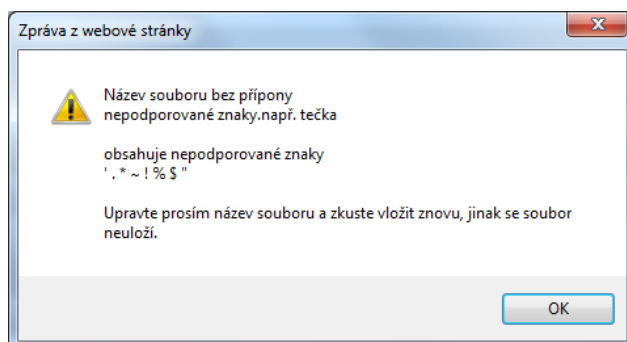 Zpráva z webové stránky
Název souboru bez přípony
nepodporované znaky.např. tečka
obsahuje nepodporované znaky
' . * ~ ! % $ "
Upravte prosím název souboru a zkuste vložit znovu, jinak se soubor
neuloží.
OK